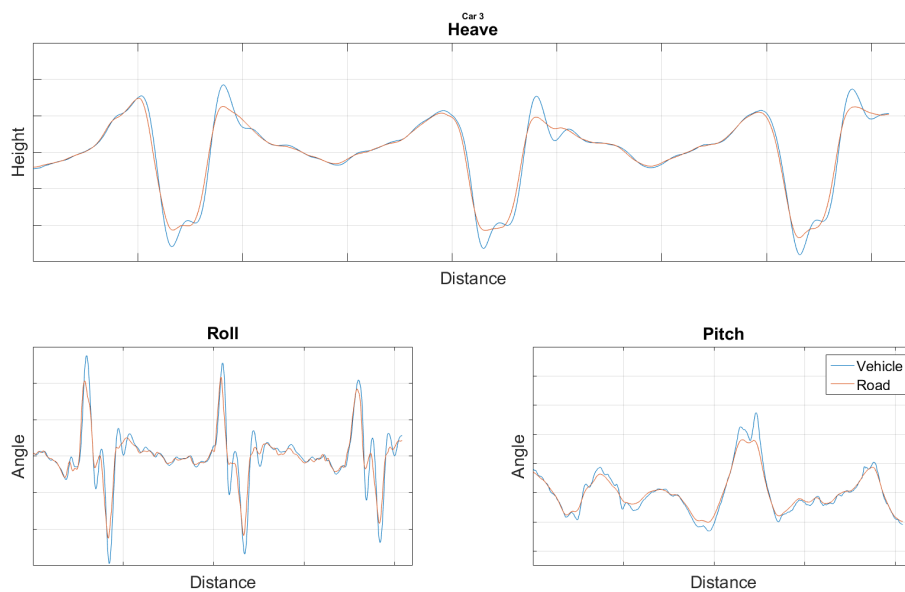 Car 3
Heave
Height
Distance
Roll
Angle
Distance
Pitch
Vehicle
Road
Angle
Distance